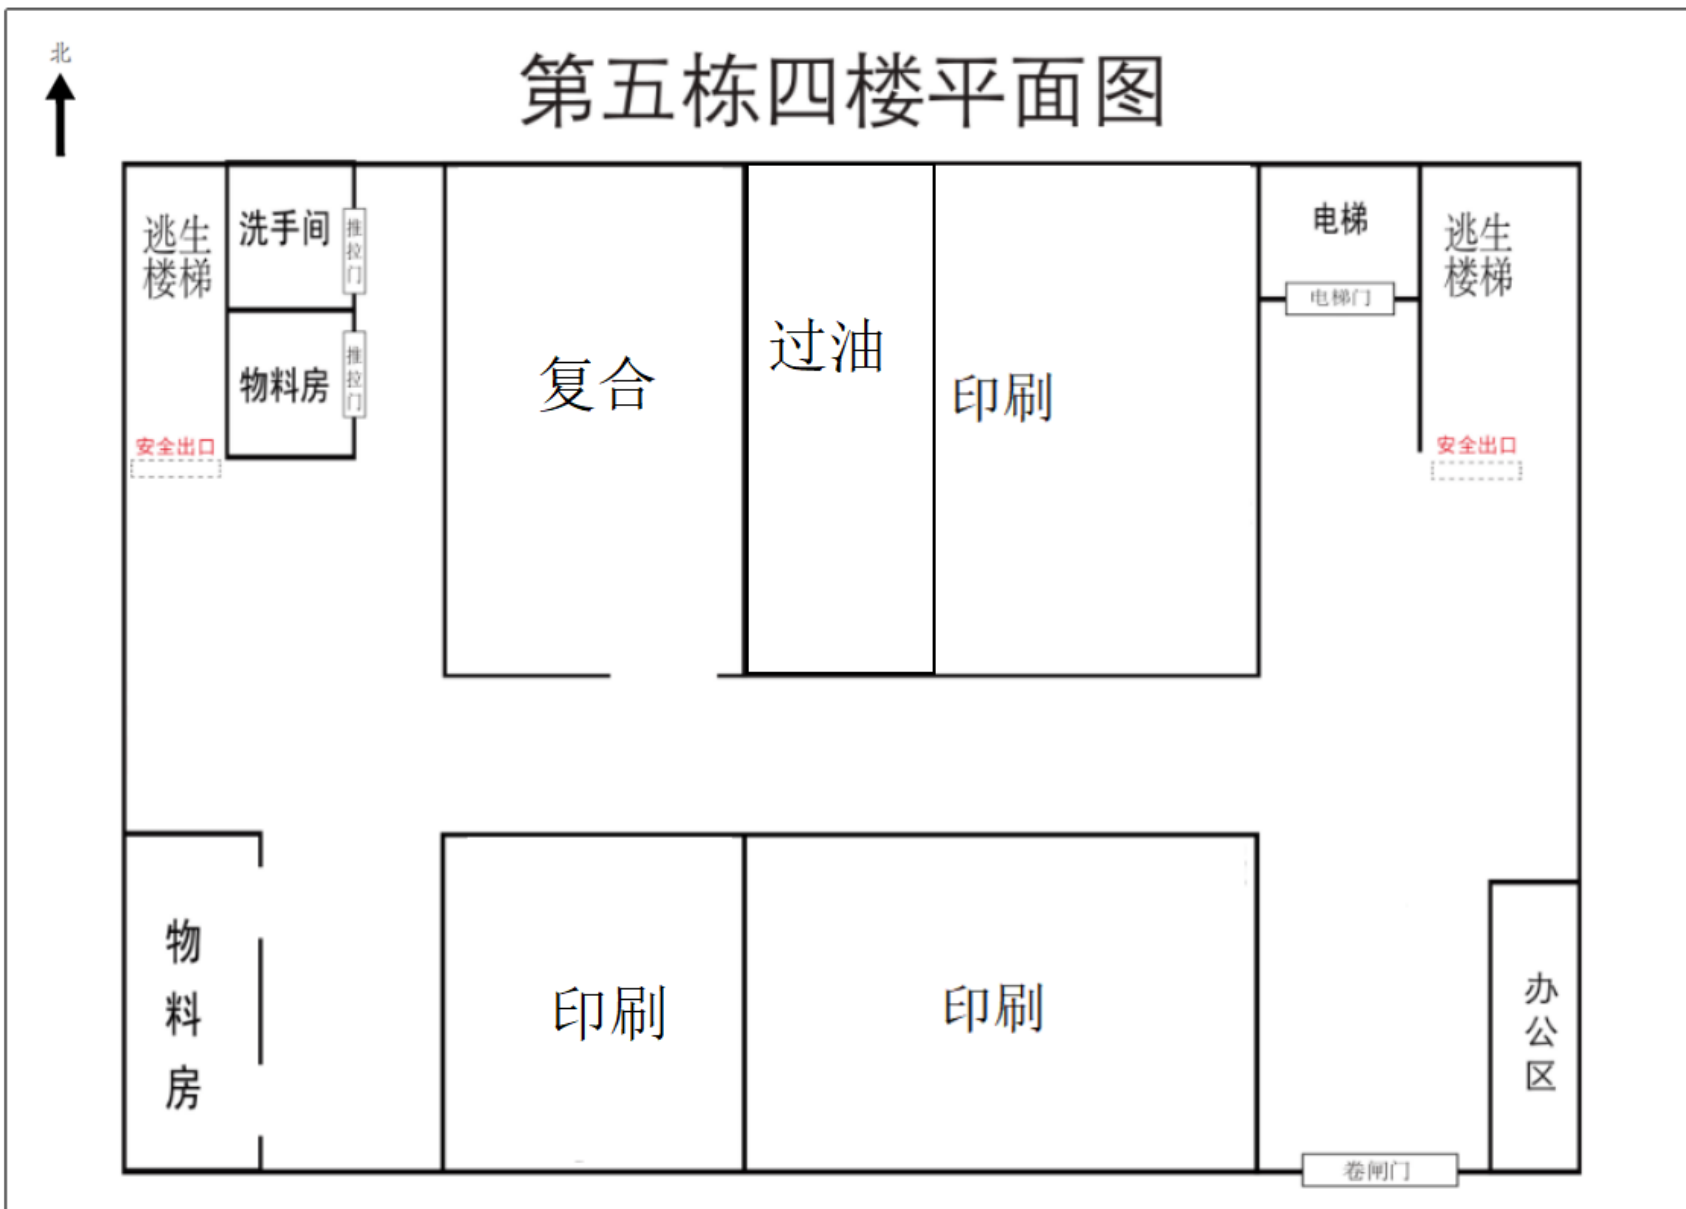 北
第五栋四楼平面图
逃生
楼梯
洗手间
推拉门
物料房
推拉门
安全出口
复合
过油
印刷
电梯
电梯门
逃生
楼梯
安全出口
物料房
印刷
印刷
办公区
卷闸门